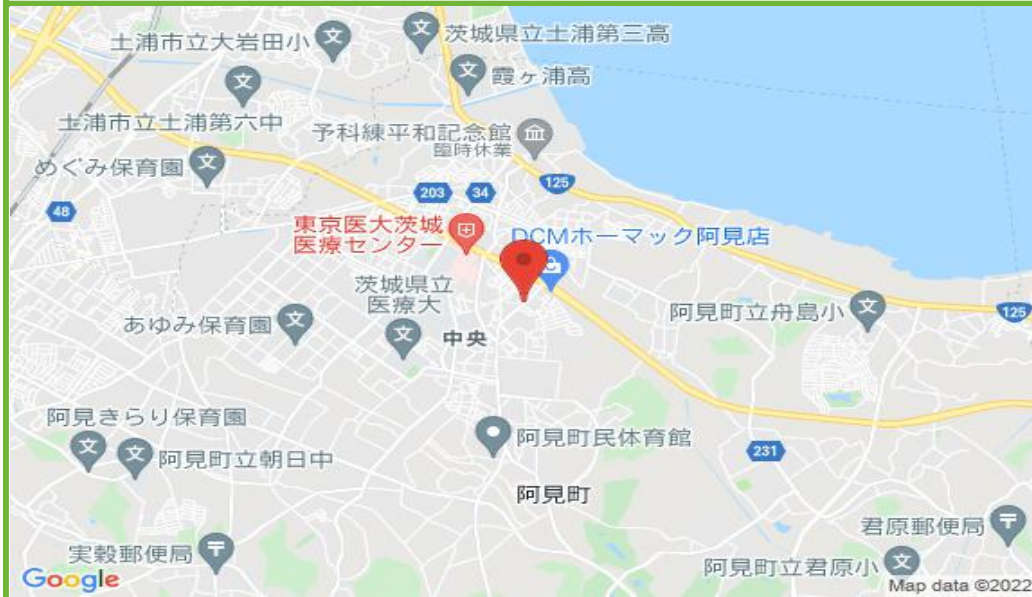 土浦市立大岩田小
茨城県立土浦第三高
霞ヶ浦高
土浦市立土浦第六中
予科練平和記念館
臨時休業
めぐみ保育園
125
203
34
48
東京医大茨城
医療センター
DCMホーマック阿見店
茨城県立
医療大
阿見町立舟島小
125
あゆみ保育園
中央
阿見きらり保育園
阿見町民体育館
阿見町立朝日中
231
阿見町
君原郵便局
実穀郵便局
阿見町立君原小
Google
Map data ©2022